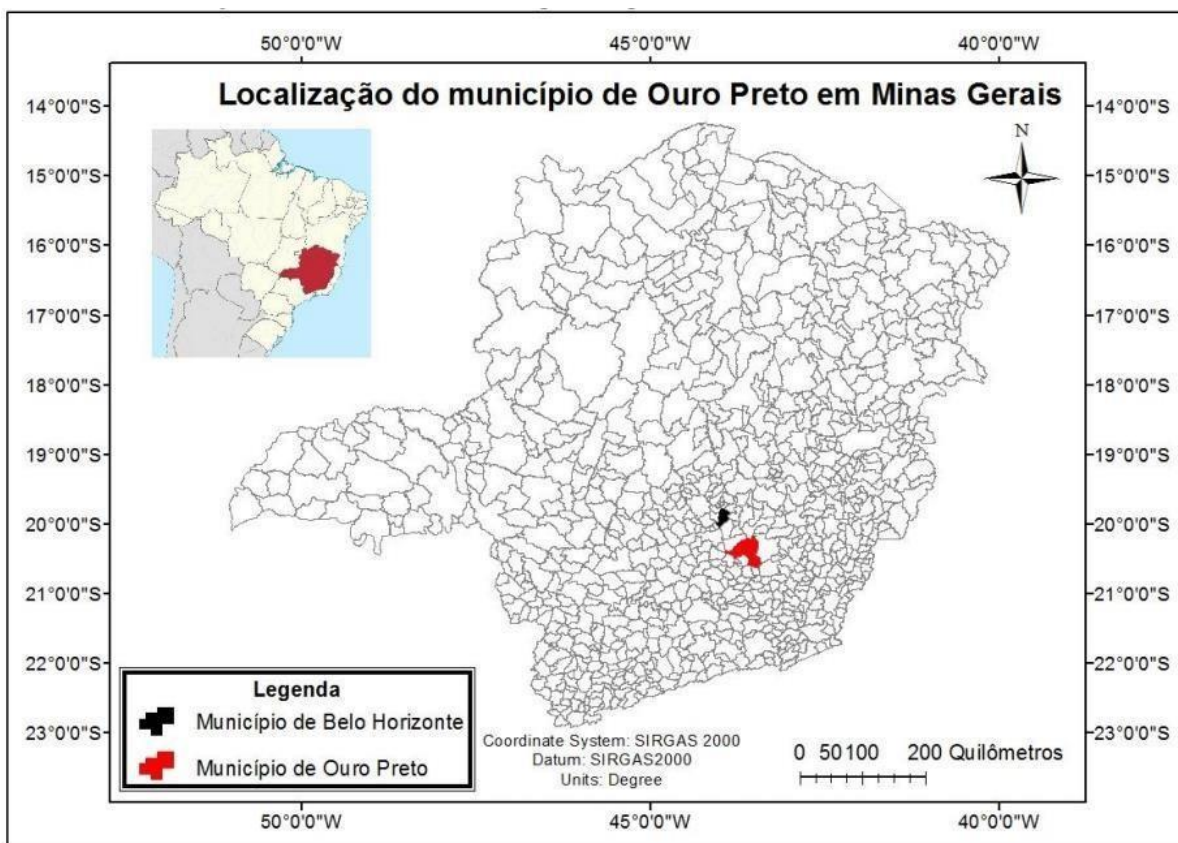 50°0'0"W 45°0'0"W 40°0'0"W
Localização do município de Ouro Preto em Minas Gerais
N
14°0'0"S 14°0'0"S
15°0'0"S 15°0'0"S
16°0'0"S 16°0'0"S
17°0'0"S 17°0'0"S
18°0'0"S 18°0'0"S
19°0'0"S 19°0'0"S
20°0'0"S 20°0'0"S
21°0'0"S 21°0'0"S
22°0'0"S 22°0'0"S
23°0'0"S 23°0'0"S
Legenda
Município de Belo Horizonte
Município de Ouro Preto
Coordinate System: SIRGAS 2000
Datum: SIRGAS2000
Units: Degree
0 50 100 200 Quilômetros
50°0'0"W 45°0'0"W 40°0'0"W